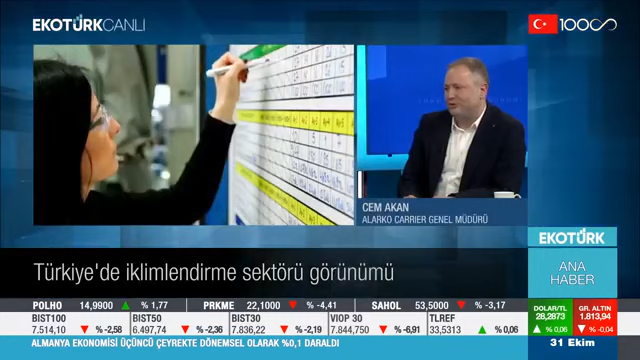 EKOTÜRK CANLI
100
CEM AKAN
ALARKO CARRIER GENEL MÜDÜRÜ
EKOTÜRK
ANA
HABER
Türkiye'de iklimlendirme sektörü görünümü
POLHO 14,9900 % 1,77 PRKME 22,1000 % -4,41 SAHOL 53,5000 % -3,17
BIST100 BIST50 BIST30 VIOP 30 TLREF
7.514,10 % -2,58 6.497,74 % -2,36 7.836,22 % -2,19 7.844,750 % -6,91 33,5313 % 0,06
DOLAR/TL GR. ALTIN
28,2873 1.813,94
% 0,06 % -0,04
ALMANYA EKONOMİSİ ÜÇÜNCÜ ÇEYREKTE DÖNEMSEL OLARAK %0,1 DARALDI
31 Ekim